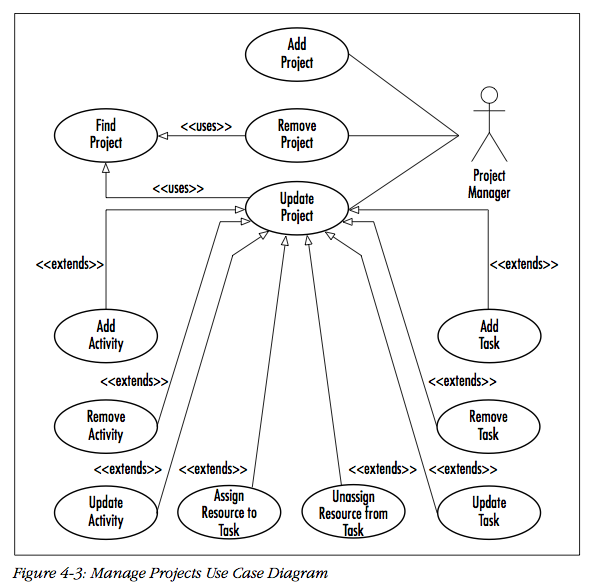 Add
Project
Find
Project
<<uses>>
Remove
Project
Project
Manager
<<uses>>
Update
Project
<<extends>>
<<extends>>
Add
Activity
Add
Task
<<extends>>
<<extends>>
Remove
Activity
Remove
Task
<<extends>>
<<extends>>
<<extends>>
<<extends>>
Update
Activity
Assign
Resource to
Task
Unassign
Resource from
Task
Update
Task
Figure 4-3: Manage Projects Use Case Diagram